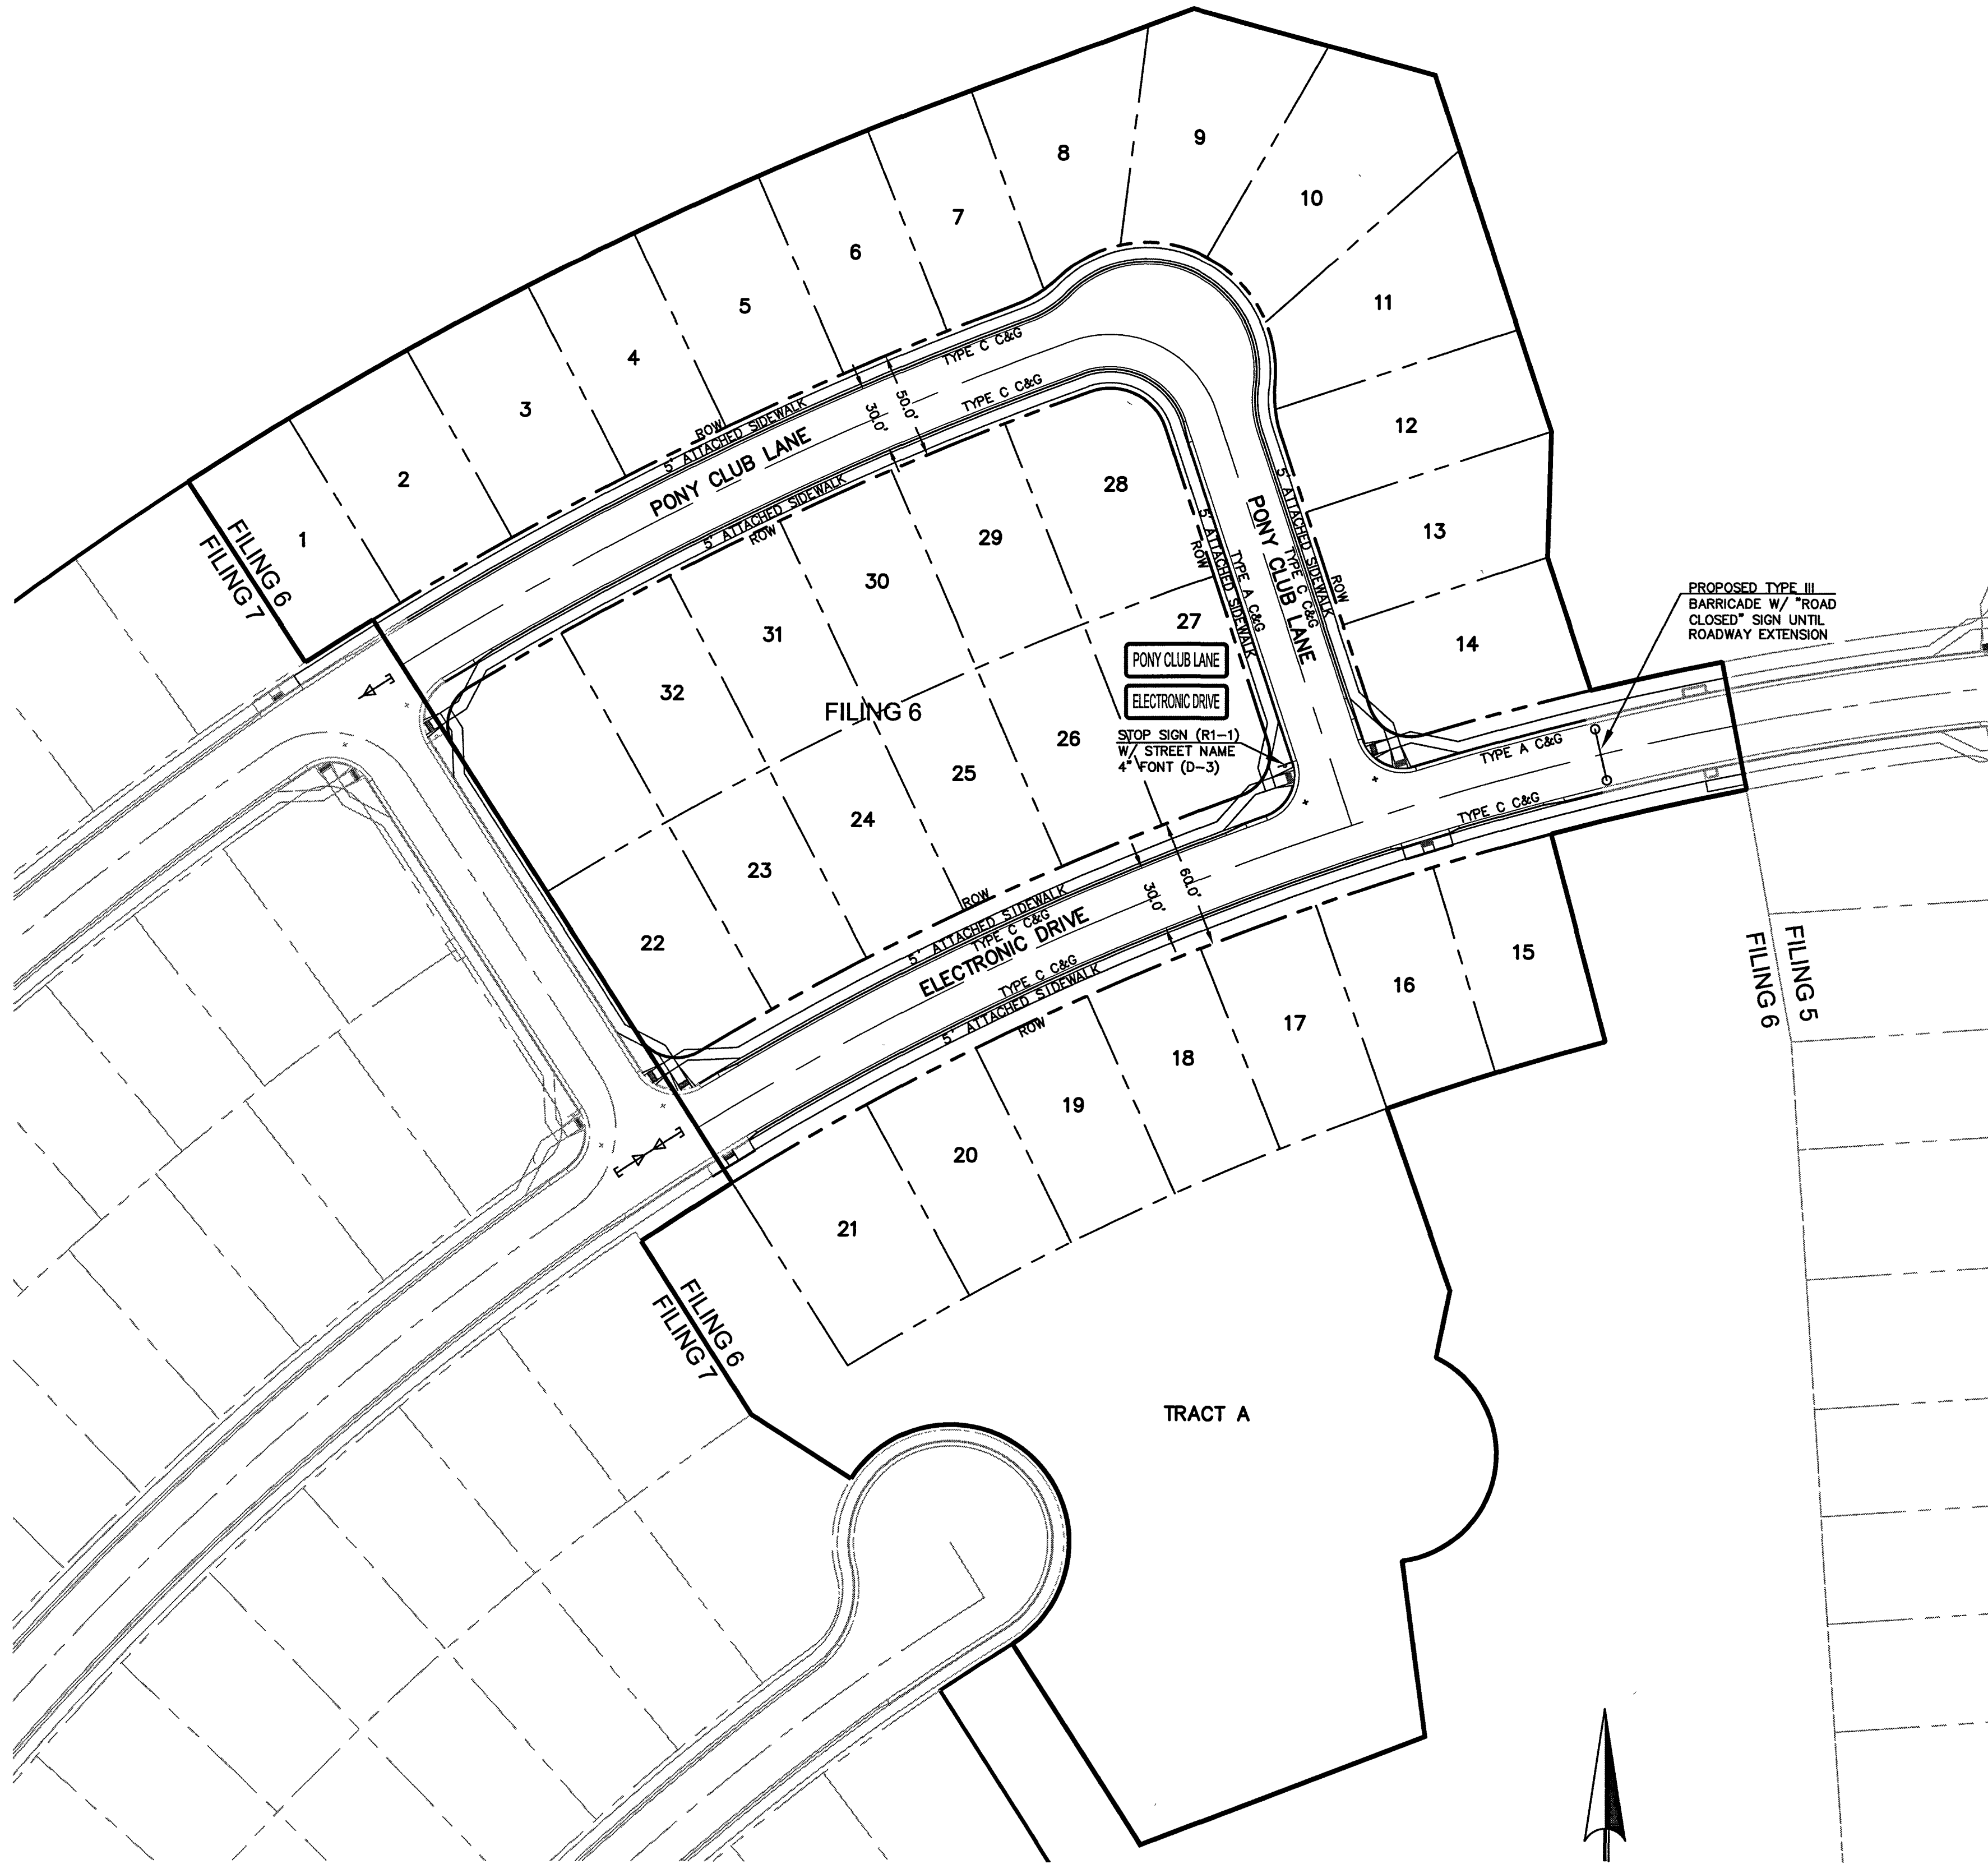 8
9
10
7
6
5
4
3
2
1
11
12
13
14
TYPE C C&G
TYPE C C&G
50.0'
30.0'
ROW
5' ATTACHED SIDEWALK
PONY CLUB LANE
5' ATTACHED SIDEWALK
ROW
FILING 6
FILING 7
28
29
30
31
32
27
5' ATTACHED SIDEWALK
ROW
TYPE A C&G
PONY CLUB LANE
TYPE C C&G
5' ATTACHED SIDEWALK
ROW
PROPOSED TYPE III
BARRICADE W/ "ROAD
CLOSED" SIGN UNTIL
ROADWAY EXTENSION
PONY CLUB LANE
ELECTRONIC DRIVE
STOP SIGN (R1-1)
W/ STREET NAME
4" FONT (D-3)
FILING 6
26
25
24
23
22
TYPE A C&G
TYPE C C&G
60.0'
30.0'
ROW
5' ATTACHED SIDEWALK
TYPE C C&G
ELECTRONIC DRIVE
TYPE C C&G
5' ATTACHED SIDEWALK
ROW
15
16
17
18
19
20
21
FILING 5
FILING 6
FILING 6
FILING 7
TRACT A